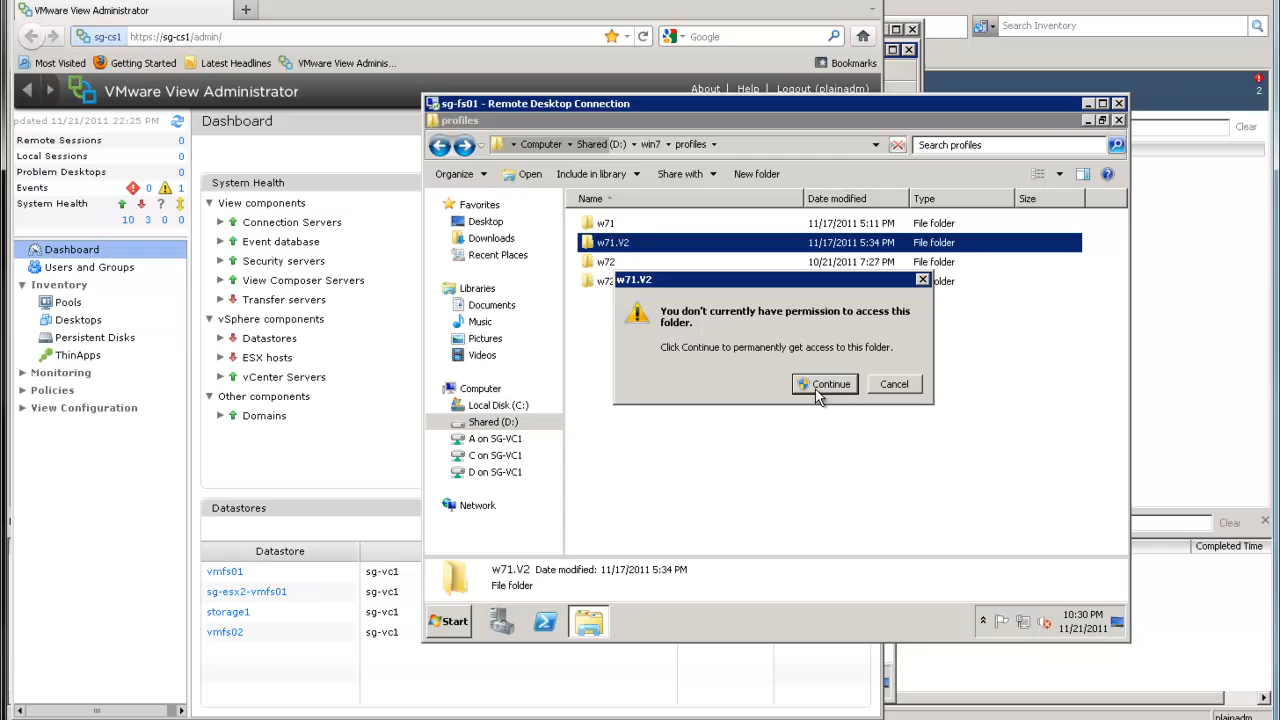 VMware View Administrator
+
Search Inventory
sg-cs1 https://sg-cs1/admin/
Google
Most Visited Getting Started Latest Headlines VMware View Adminis...
Bookmarks
VMware View Administrator
About Help Logout (plainadm)
2
pdated 11/21/2011 22:25 PM
Remote Sessions 0
Local Sessions 0
Problem Desktops 0
Events 0 1
System Health
10 3 0 0
Dashboard
Users and Groups
Inventory
Pools
Desktops
Persistent Disks
ThinApps
Monitoring
Policies
View Configuration
Dashboard
System Health
View components
Connection Servers
Event database
Security servers
View Composer Servers
Transfer servers
vSphere components
Datastores
ESX hosts
vCenter Servers
Other components
Domains
Datastores
Datastore
vmfs01 sg-vc1
sg-esx2-vmfs01 sg-vc1
storage1 sg-vc1
vmfs02 sg-vc1
sg-fs01 - Remote Desktop Connection
profiles
Computer Shared (D:) win7 profiles
Search profiles
Organize Open Include in library Share with New folder
Favorites
Desktop
Downloads
Recent Places
Libraries
Documents
Music
Pictures
Videos
Computer
Local Disk (C:)
Shared (D:)
A on SG-VC1
C on SG-VC1
D on SG-VC1
Network
Name Date modified Type Size
w71 11/17/2011 5:11 PM File folder
w71.V2 11/17/2011 5:34 PM File folder
w72 10/21/2011 7:27 PM File folder
w72 older
w71.V2
You don't currently have permission to access this
folder.
Click Continue to permanently get access to this folder.
Continue Cancel
w71.V2 Date modified: 11/17/2011 5:34 PM
File folder
Start
10:30 PM
11/21/2011
Clear
Clear
Completed Time
plainadm